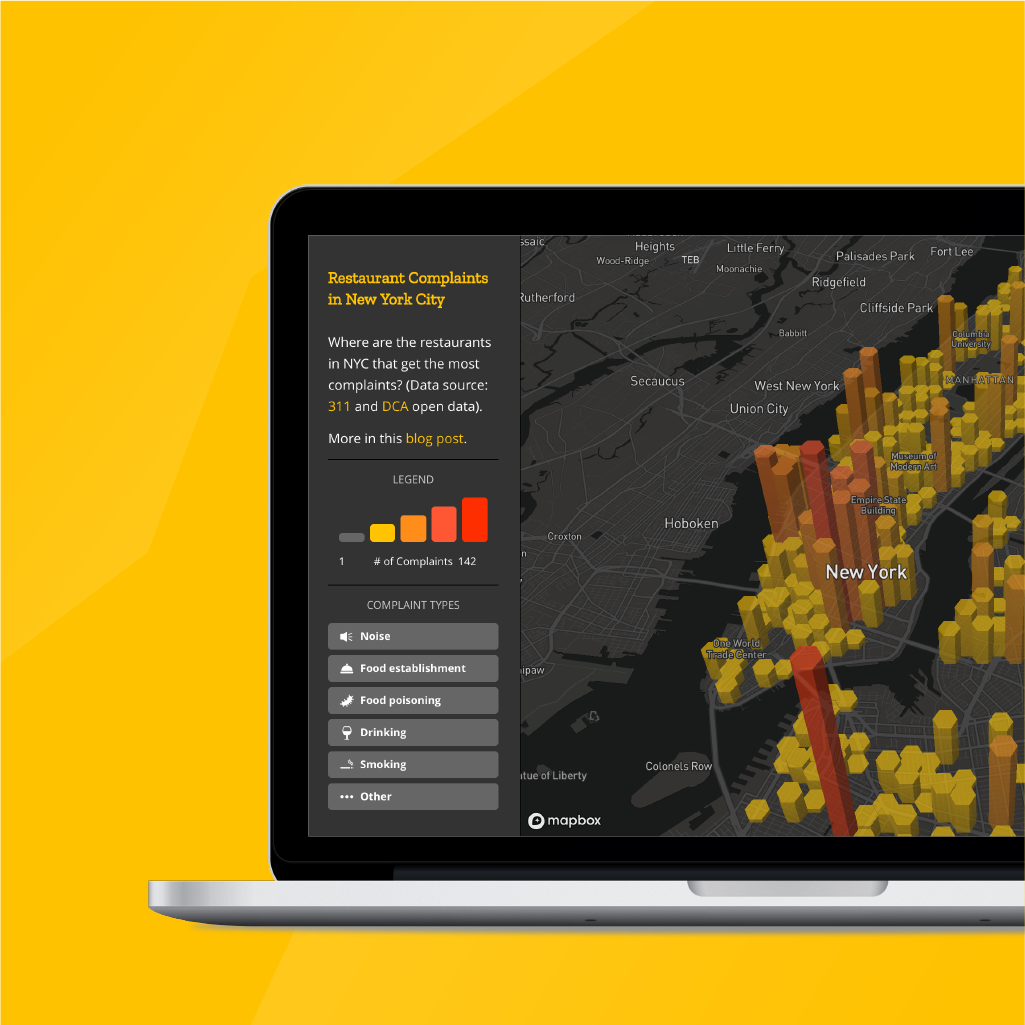 Restaurant Complaints
in New York City
Where are the restaurants
in NYC that get the most
complaints? (Data source:
311 and DCA open data).
More in this blog post.
LEGEND
1 # of Complaints 142
COMPLAINT TYPES
Noise
Food establishment
Food poisoning
Drinking
Smoking
Other
Heights
Little Ferry
Fort Lee
Wood-Ridge
TEB
Palisades Park
Moonachie
Ridgefield
Rutherford
Cliffside Park
Babbitt
Columbia
University
Secaucus
West New York
MANHATTAN
Union City
Museum of
Modern Art
Empire State
Building
Hoboken
Croxton
New York
One World
Trade Center
Colonels Row
tue of Liberty
mapbox